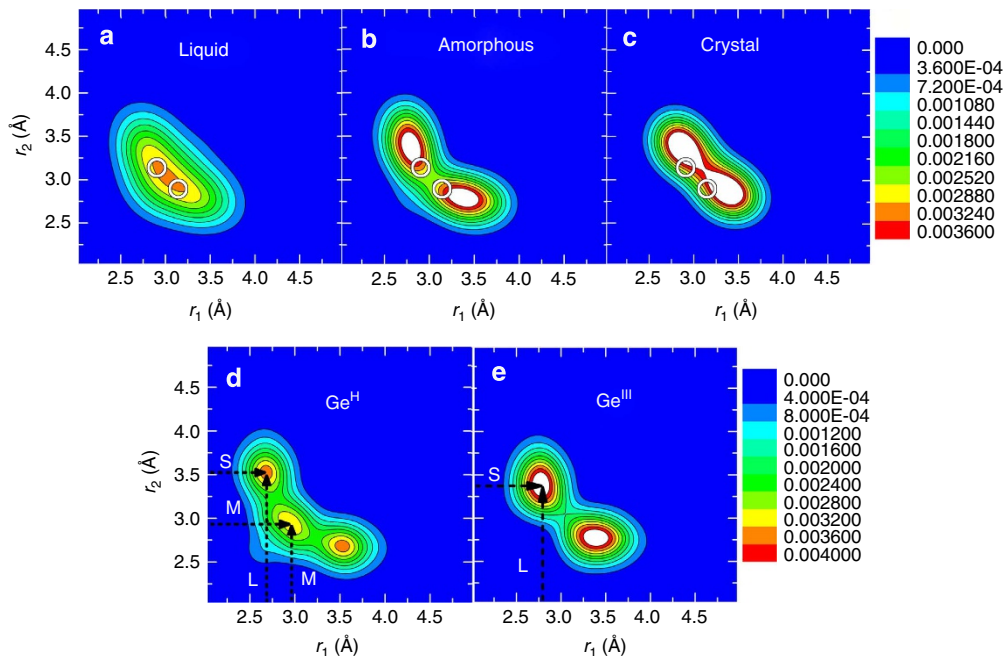 a
Liquid
b
Amorphous
c
Crystal
4.5
4.0
3.5
3.0
2.5
r2 (Å)
2.5 3.0 3.5 4.0 4.5
2.5 3.0 3.5 4.0 4.5
2.5 3.0 3.5 4.0 4.5
r1 (Å)
r1 (Å)
r1 (Å)
0.000
3.600E-04
7.200E-04
0.001080
0.001440
0.001800
0.002160
0.002520
0.002880
0.003240
0.003600
d
GeH
e
GeIII
4.5
4.0
3.5
3.0
2.5
r2 (Å)
S
M
L
M
S
L
2.5 3.0 3.5 4.0 4.5
2.5 3.0 3.5 4.0 4.5
r1 (Å)
r1 (Å)
0.000
4.000E-04
8.000E-04
0.001200
0.001600
0.002000
0.002400
0.002800
0.003200
0.003600
0.004000